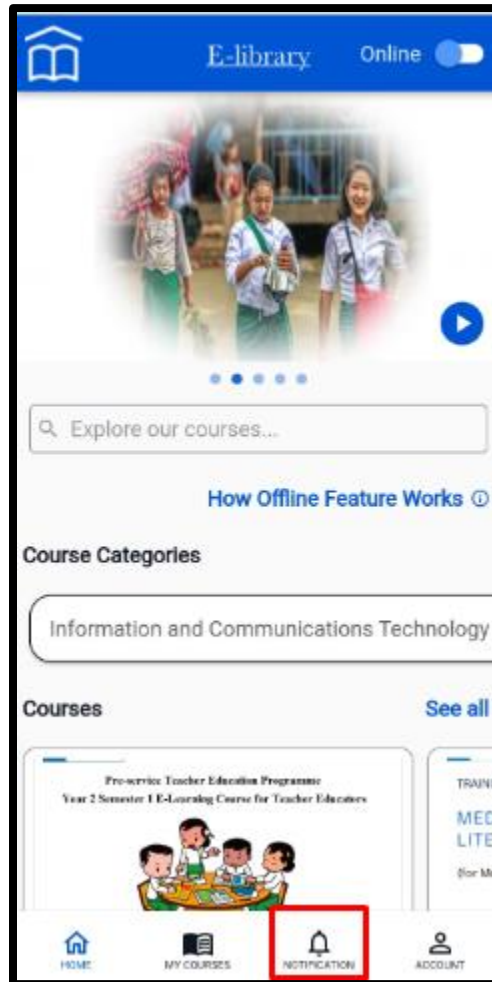 E-library Online
Explore our courses...
How Offline Feature Works
Course Categories
Information and Communications Technology
Courses See all
Pre-service Teacher Education Programme
Year 2 Semester 1 E-Learning Course for Teacher Educators
HOME MY COURSES NOTIFICATION ACCOUNT